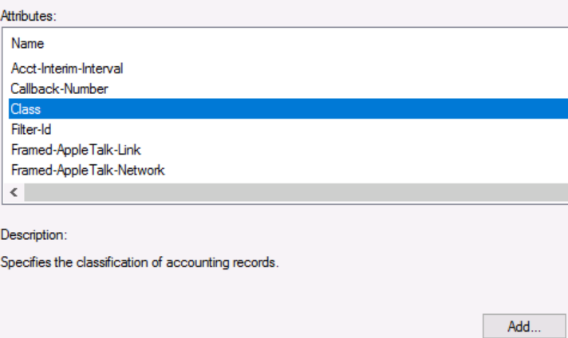 Attributes:
Name
Acct-Interim-Interval
Callback-Number
Class
Filter-Id
Framed-AppleTalk-Link
Framed-AppleTalk-Network
Description:
Specifies the classification of accounting records.
Add...